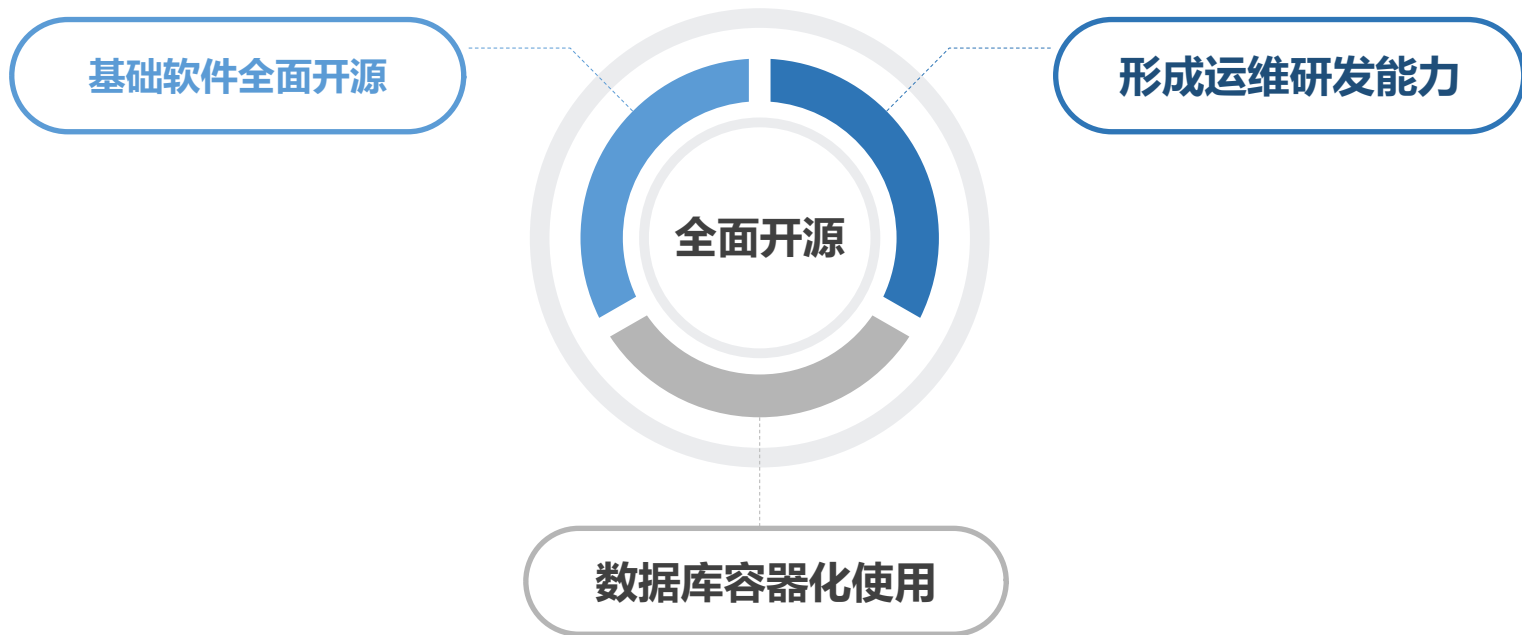 基础软件全面开源
形成运维研发能力
全面开源
数据库容器化使用